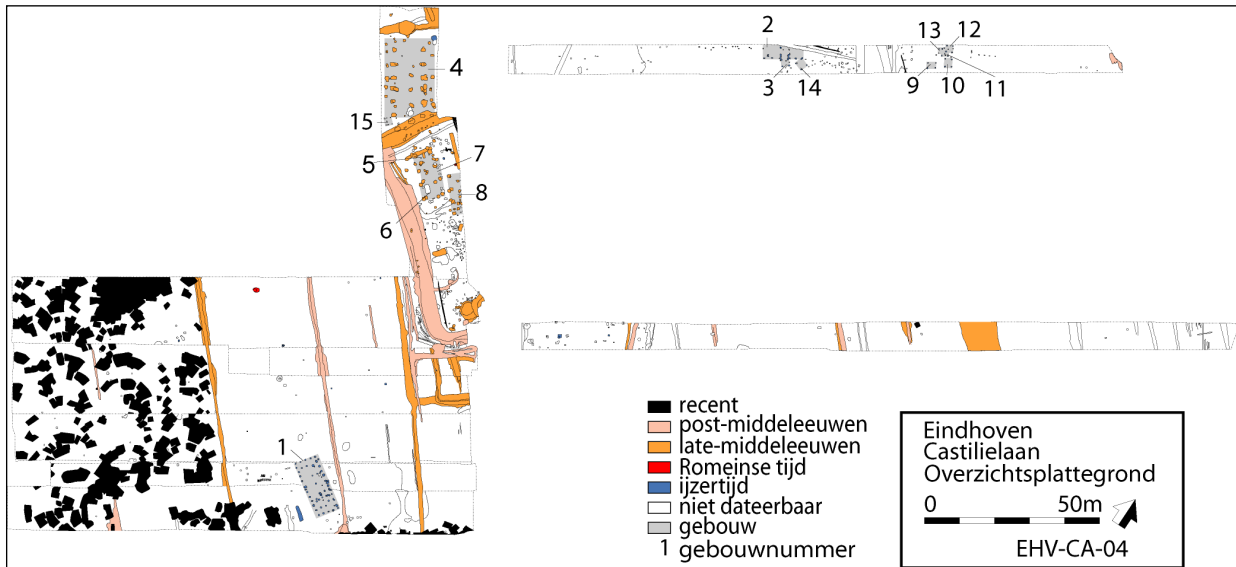 13 12
2
4
3 14 9 10 11
15
5 7
8
6
1
recent
post-middeleeuwen
late-middeleeuwen
Romeinse tijd
ijzertijd
niet dateerbaar
gebouw
1 gebouwnummer
Eindhoven
Castilielaan
Overzichtsplattegrond
0 50m
EHV-CA-04